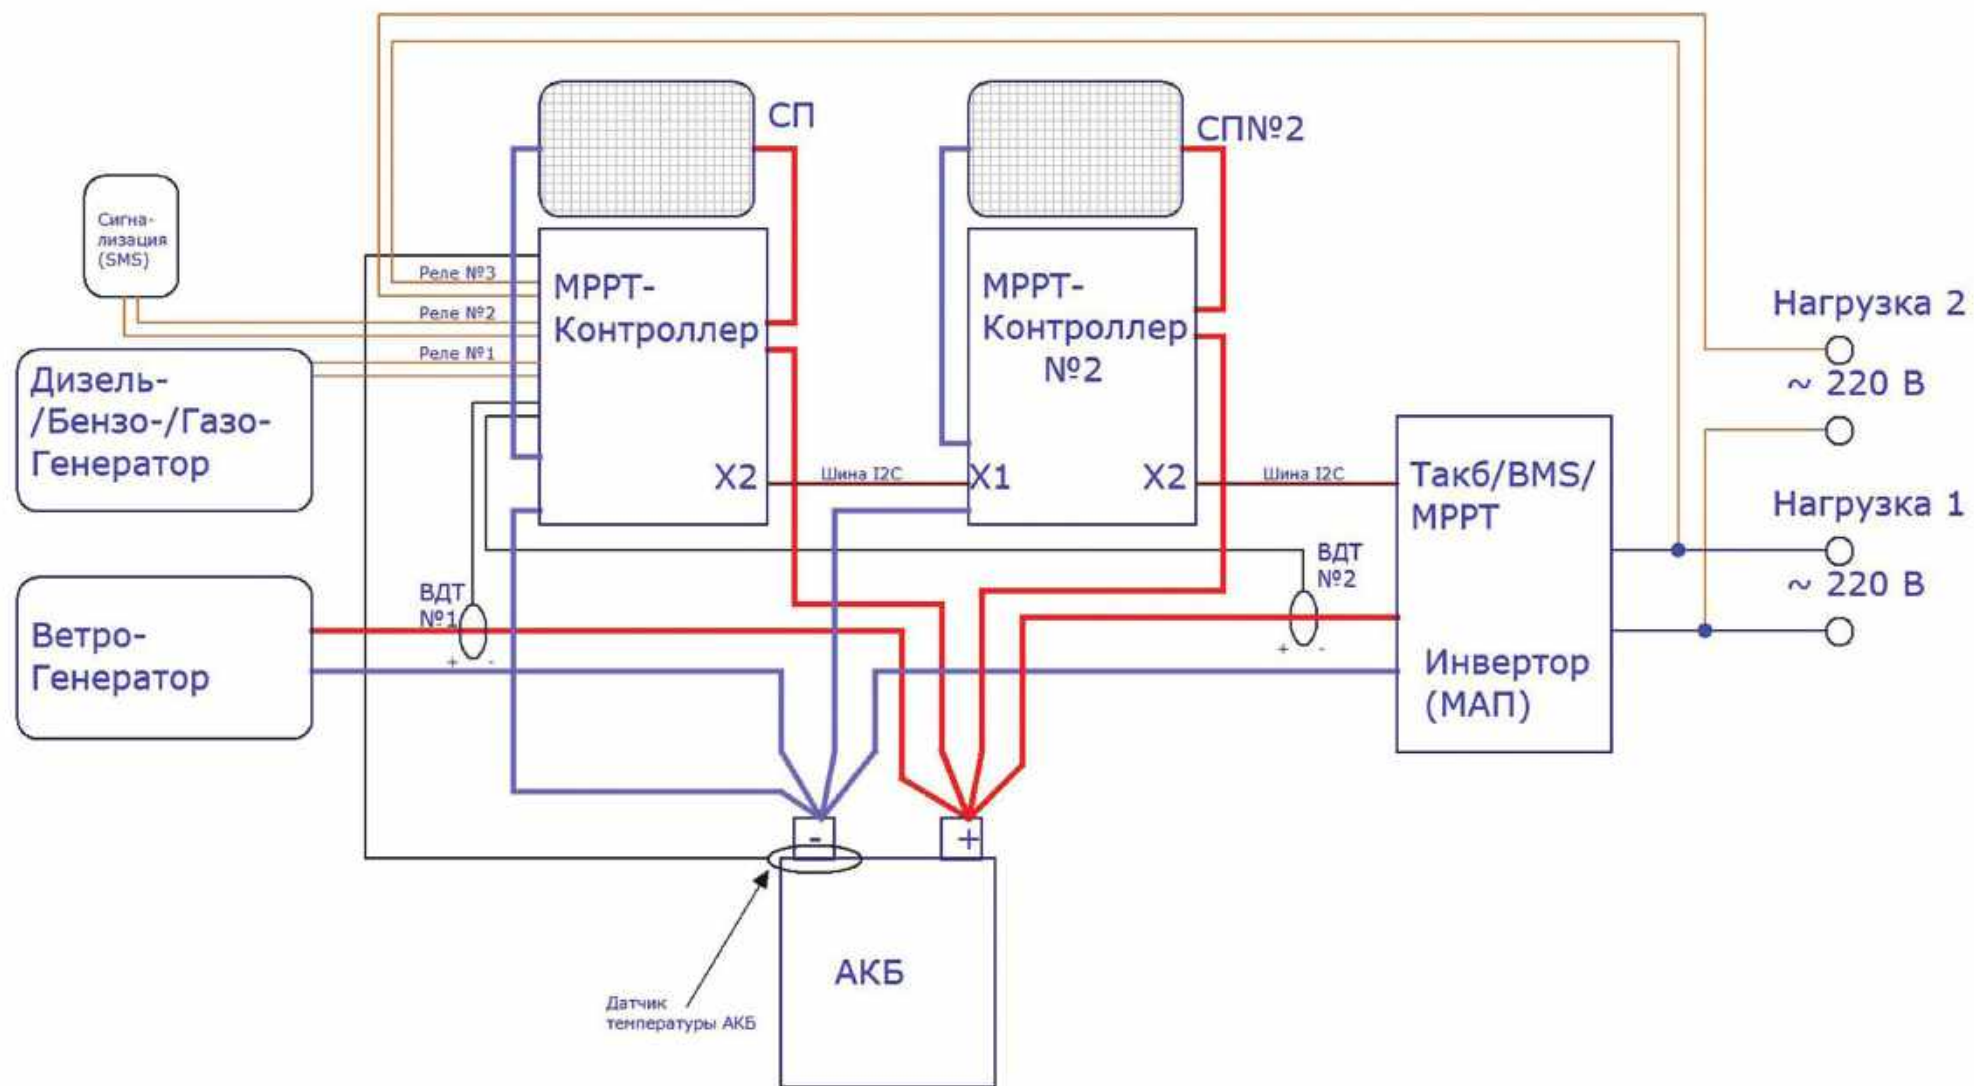 СП
СП№2
Сигна-
лизация
(SMS)
Реле №3
Реле №2
Реле №1
МРРТ-
Контроллер
X2
МРРТ-
Контроллер
№2
X1
X2
Шина I2C
Шина I2C
Нагрузка 2
~ 220 В
Нагрузка 1
~ 220 В
Дизель-
/Бензо-/Газо-
Генератор
Такб/BMS/
МРРТ
Инвертор
(МАП)
ВДТ
№1
+ -
ВДТ
№2
+ -
Ветро-
Генератор
- +
АКБ
Датчик
температуры АКБ